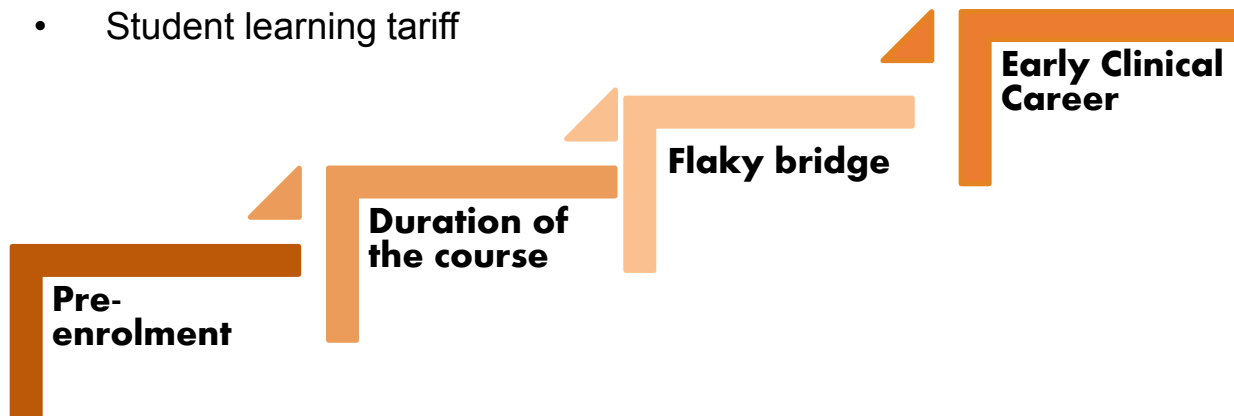 • Student learning tariff
Early Clinical
Career
Flaky bridge
Duration of
the course
Pre-
enrolment